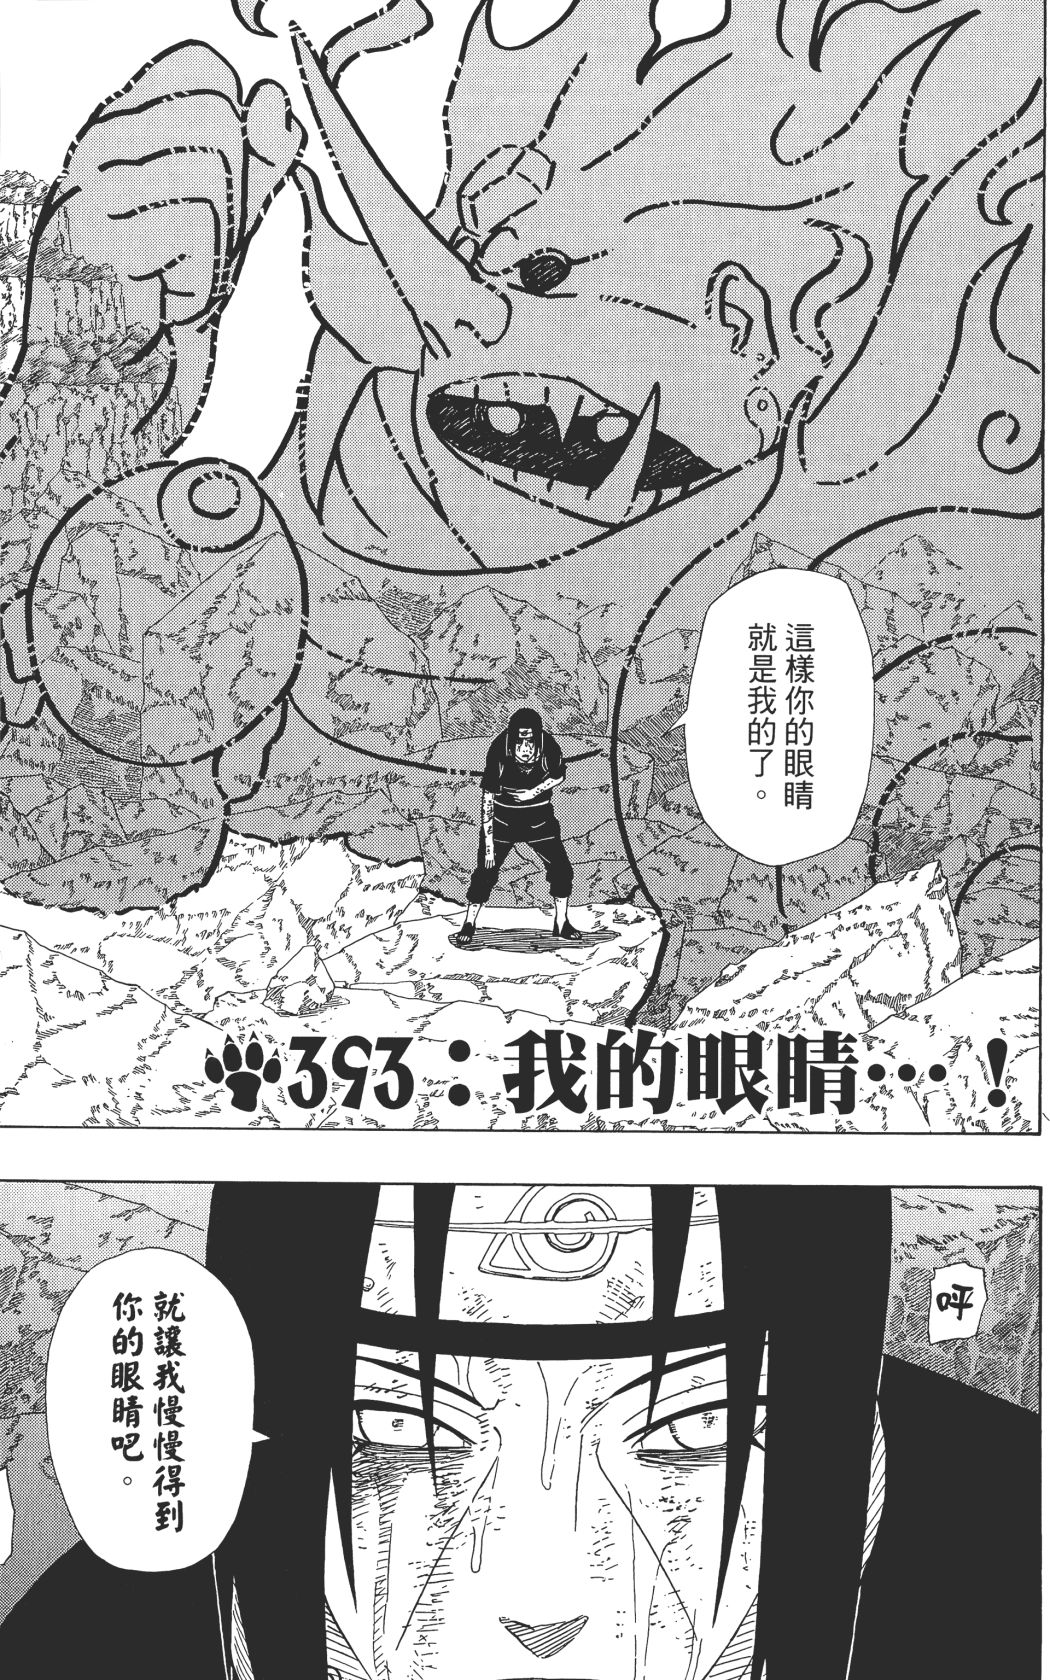 這樣你的眼睛
就是我的了。
393：我的眼睛…！
呼
就讓我慢慢得到
你的眼睛吧。